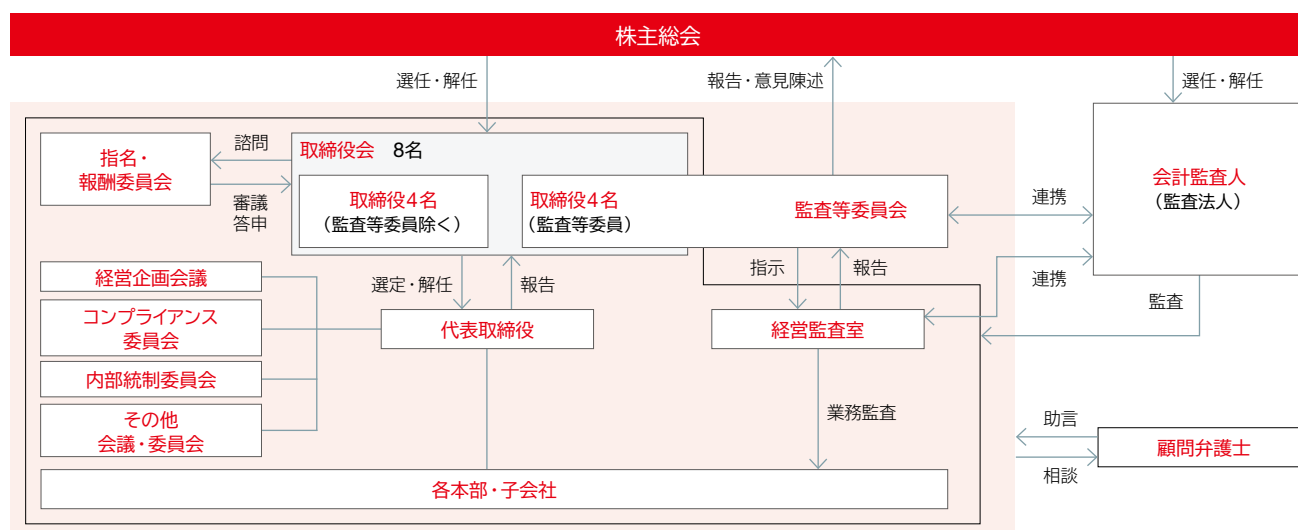 株主総会
選任・解任
報告・意見陳述
選任・解任
指名・
報酬委員会
諮問
審議
答申
取締役会 8名
取締役4名
（監査等委員除く）
取締役4名
（監査等委員）
監査等委員会
連携
会計監査人
（監査法人）
選定・解任
報告
指示
報告
連携
監査
経営企画会議
コンプライアンス
委員会
内部統制委員会
その他
会議・委員会
代表取締役
経営監査室
業務監査
助言
顧問弁護士
相談
各本部・子会社